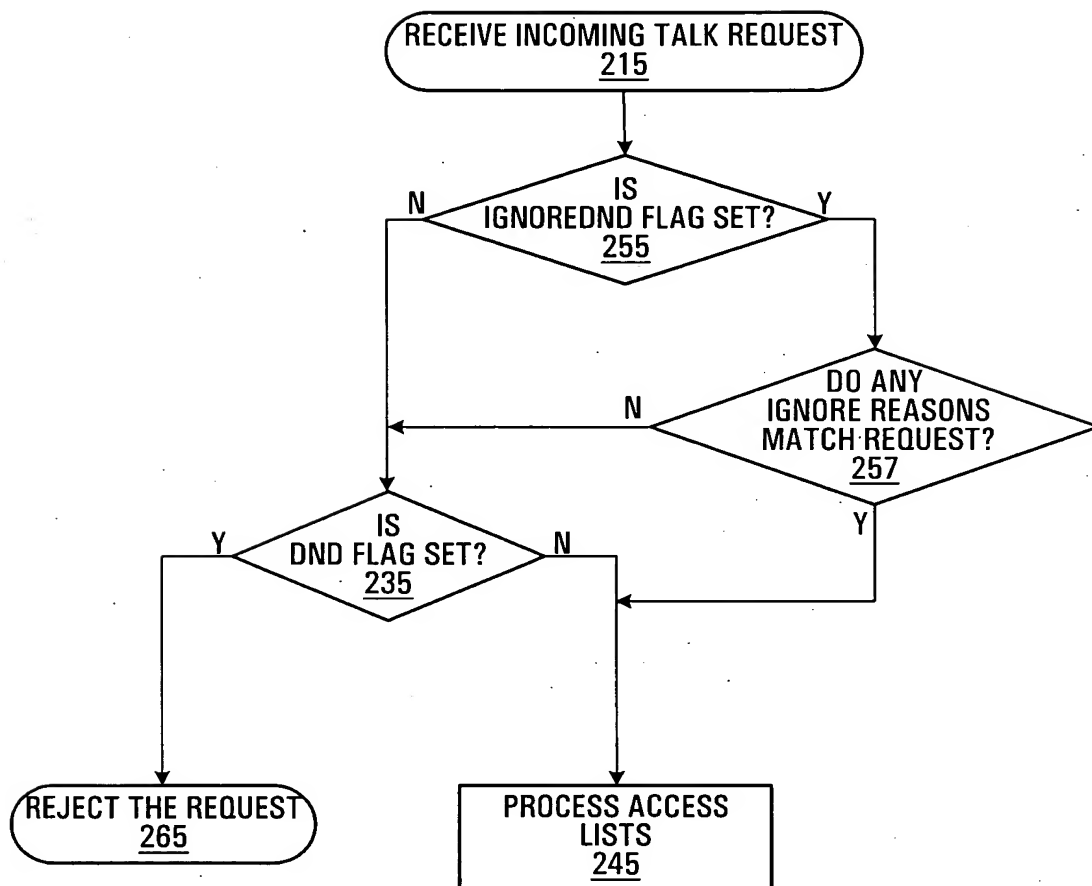 RECEIVE INCOMING TALK REQUEST
215
IS
IGNOREDND FLAG SET?
255
N
Y
DO ANY
IGNORE REASONS
MATCH REQUEST?
257
N
Y
IS
DND FLAG SET?
235
Y
N
REJECT THE REQUEST
265
PROCESS ACCESS
LISTS
245